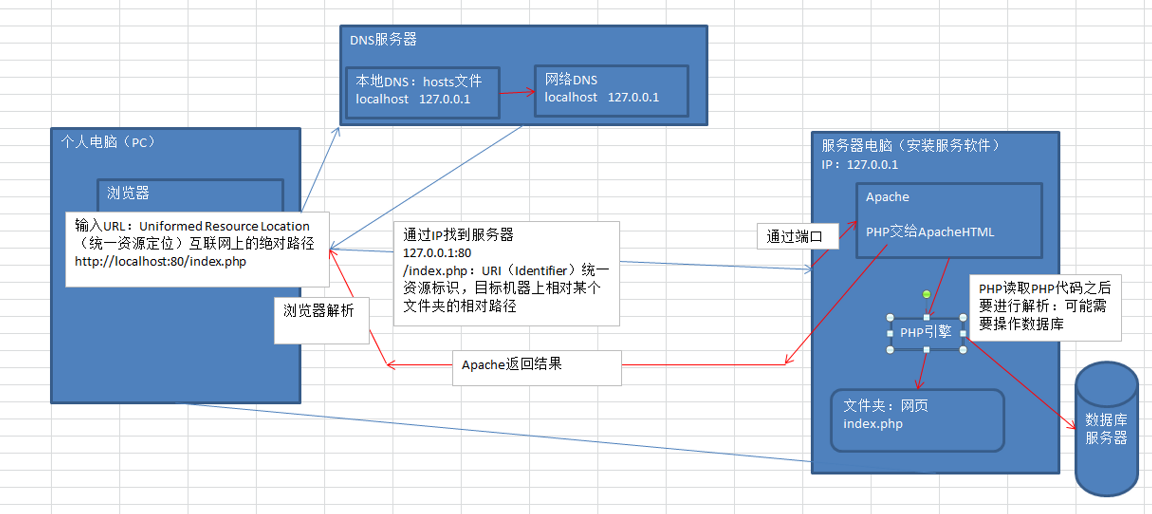 DNS服务器
本地DNS：hosts文件
localhost 127.0.0.1
网络DNS
localhost 127.0.0.1
个人电脑（PC）
浏览器
输入URL：Uniformed Resource Location
（统一资源定位）互联网上的绝对路径
http://localhost:80/index.php
浏览器解析
通过IP找到服务器
127.0.0.1:80
/index.php：URI（Identifier）统一
资源标识，目标机器上相对某个
文件夹的相对路径
Apache返回结果
通过端口
服务器电脑（安装服务软件）
IP：127.0.0.1
Apache
PHP交给ApacheHTML
PHP引擎
PHP读取PHP代码之后
要进行解析：可能需
要操作数据库
文件夹：网页
index.php
数据库
服务器